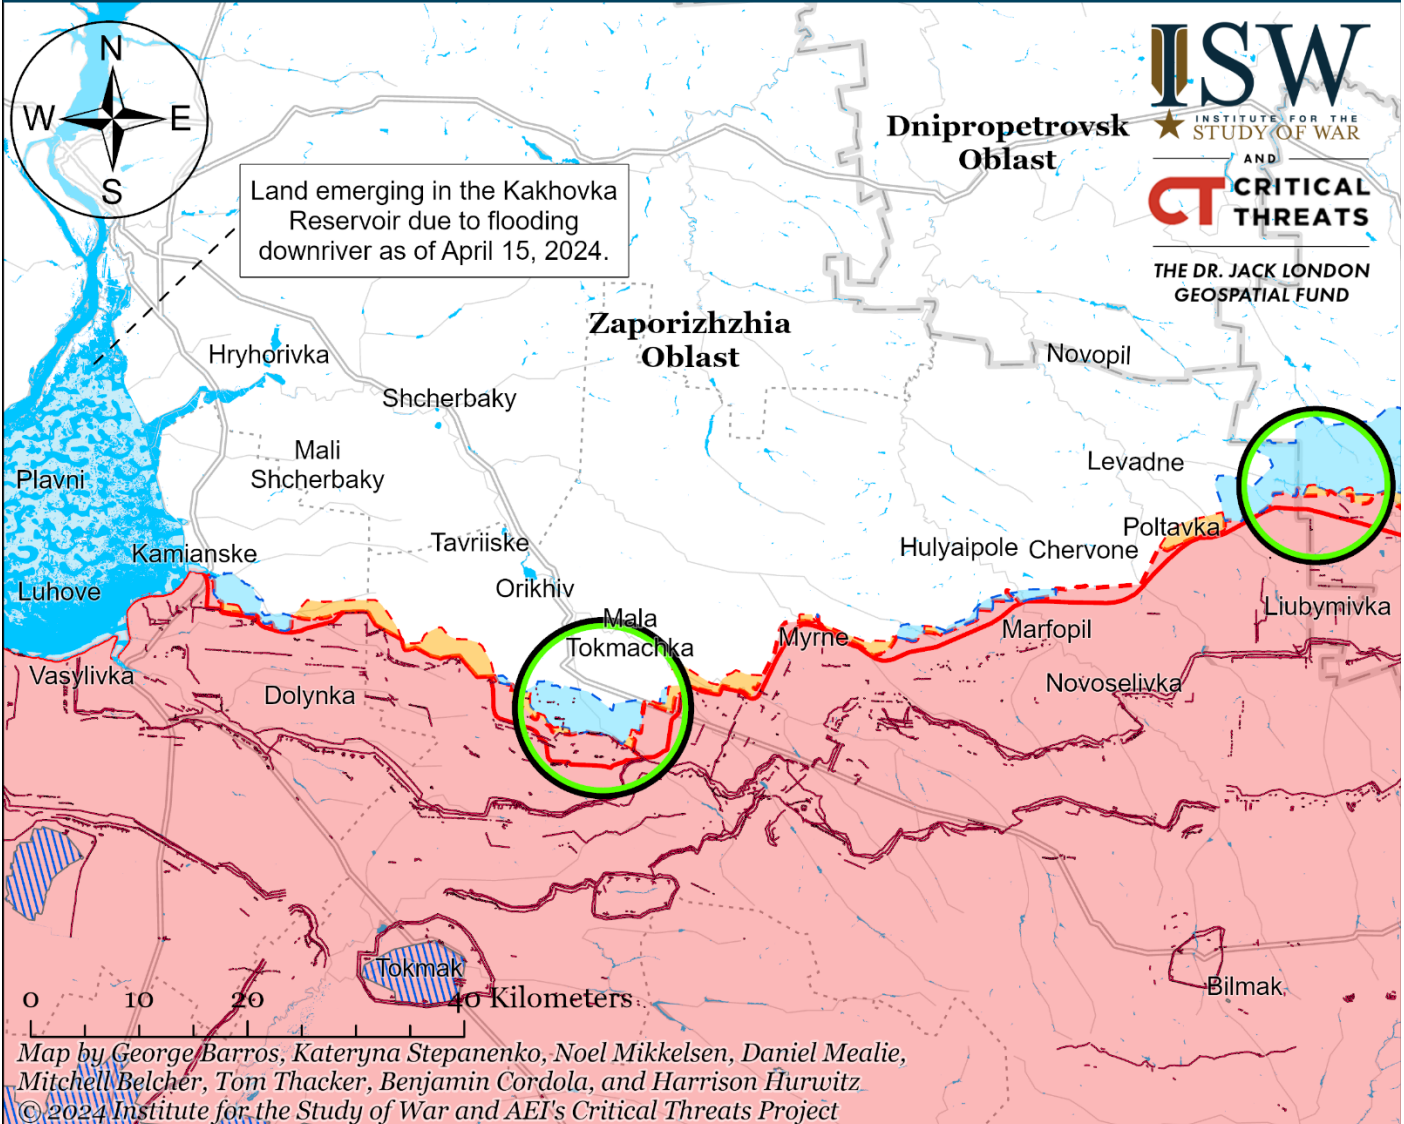 N
W E
S
ISW
INSTITUTE FOR THE
STUDY OF WAR
AND
CT CRITICAL
THREATS
THE DR. JACK LONDON
GEOSPATIAL FUND
Dnipropetrovsk
Oblast
Land emerging in the Kakhovka
Reservoir due to flooding
downriver as of April 15, 2024.
Zaporizhzhia
Oblast
Hryhorivka
Novopil
Shcherbaky
Mali
Shcherbaky
Levadne
Plavni
Poltavka
Kamianske
Tavriiske
Hulyaipole
Chervone
Luhove
Orikhiv
Liubymivka
Mala
Tokmachka
Myrne
Marfopil
Vasylivka
Dolynka
Novoselivka
Tokmak
Bilmak
0 10 20 40 Kilometers
Map by George Barros, Kateryna Stepanenko, Noel Mikkelsen, Daniel Mealie,
Mitchell Belcher, Tom Thacker, Benjamin Cordola, and Harrison Hurwitz
© 2024 Institute for the Study of War and AEI's Critical Threats Project